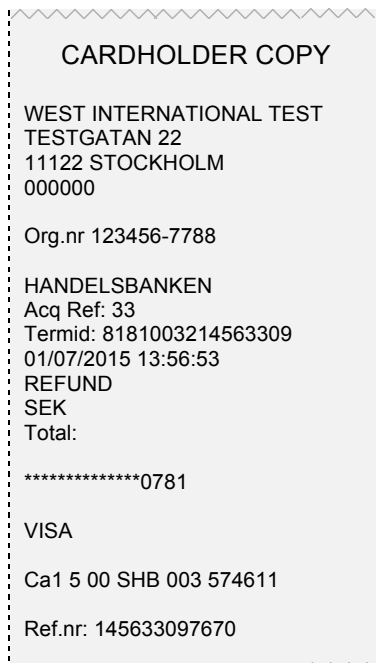 CARDHOLDER COPY
WEST INTERNATIONAL TEST
TESTGATAN 22
11122 STOCKHOLM
000000
Org.nr 123456-7788
HANDELSBANKEN
Acq Ref: 33
Termid: 8181003214563309
01/07/2015 13:56:53
REFUND
SEK
Total:
**************0781
VISA
Ca1 5 00 SHB 003 574611
Ref.nr: 145633097670